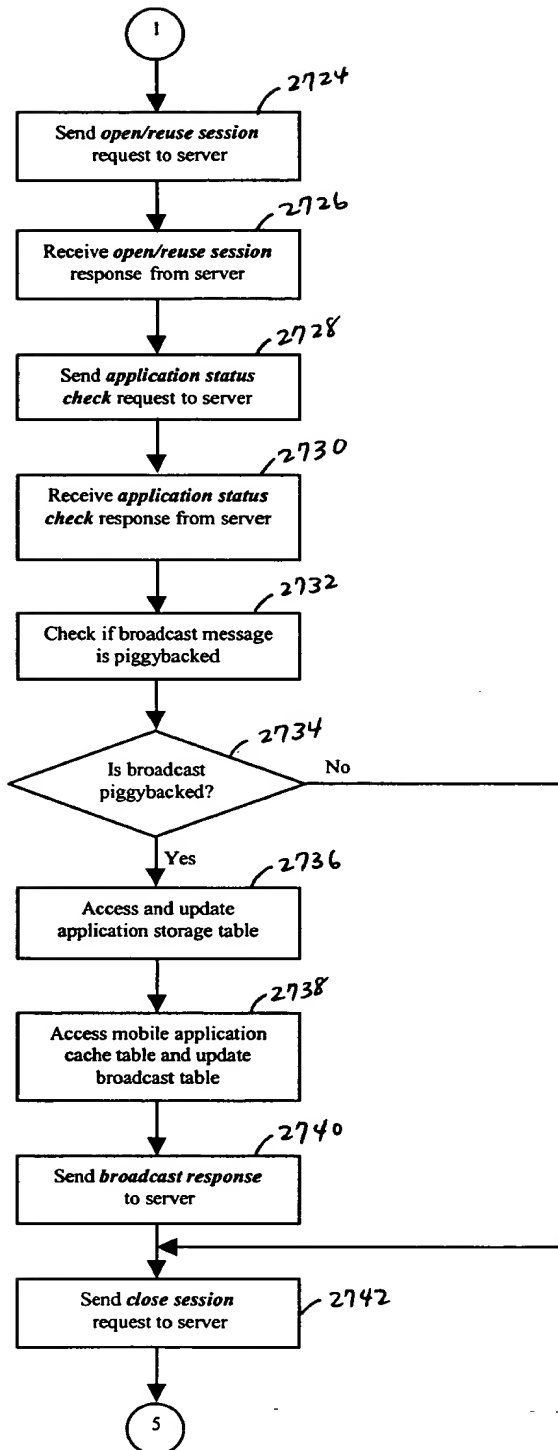 1
2724
Send open/reuse session
request to server
2726
Receive open/reuse session
response from server
2728
Send application status
check request to server
2730
Receive application status
check response from server
2732
Check if broadcast message
is piggybacked
2734
Is broadcast
piggybacked?
No
Yes
2736
Access and update
application storage table
2738
Access mobile application
cache table and update
broadcast table
2740
Send broadcast response
to server
Send close session
request to server
2742
5